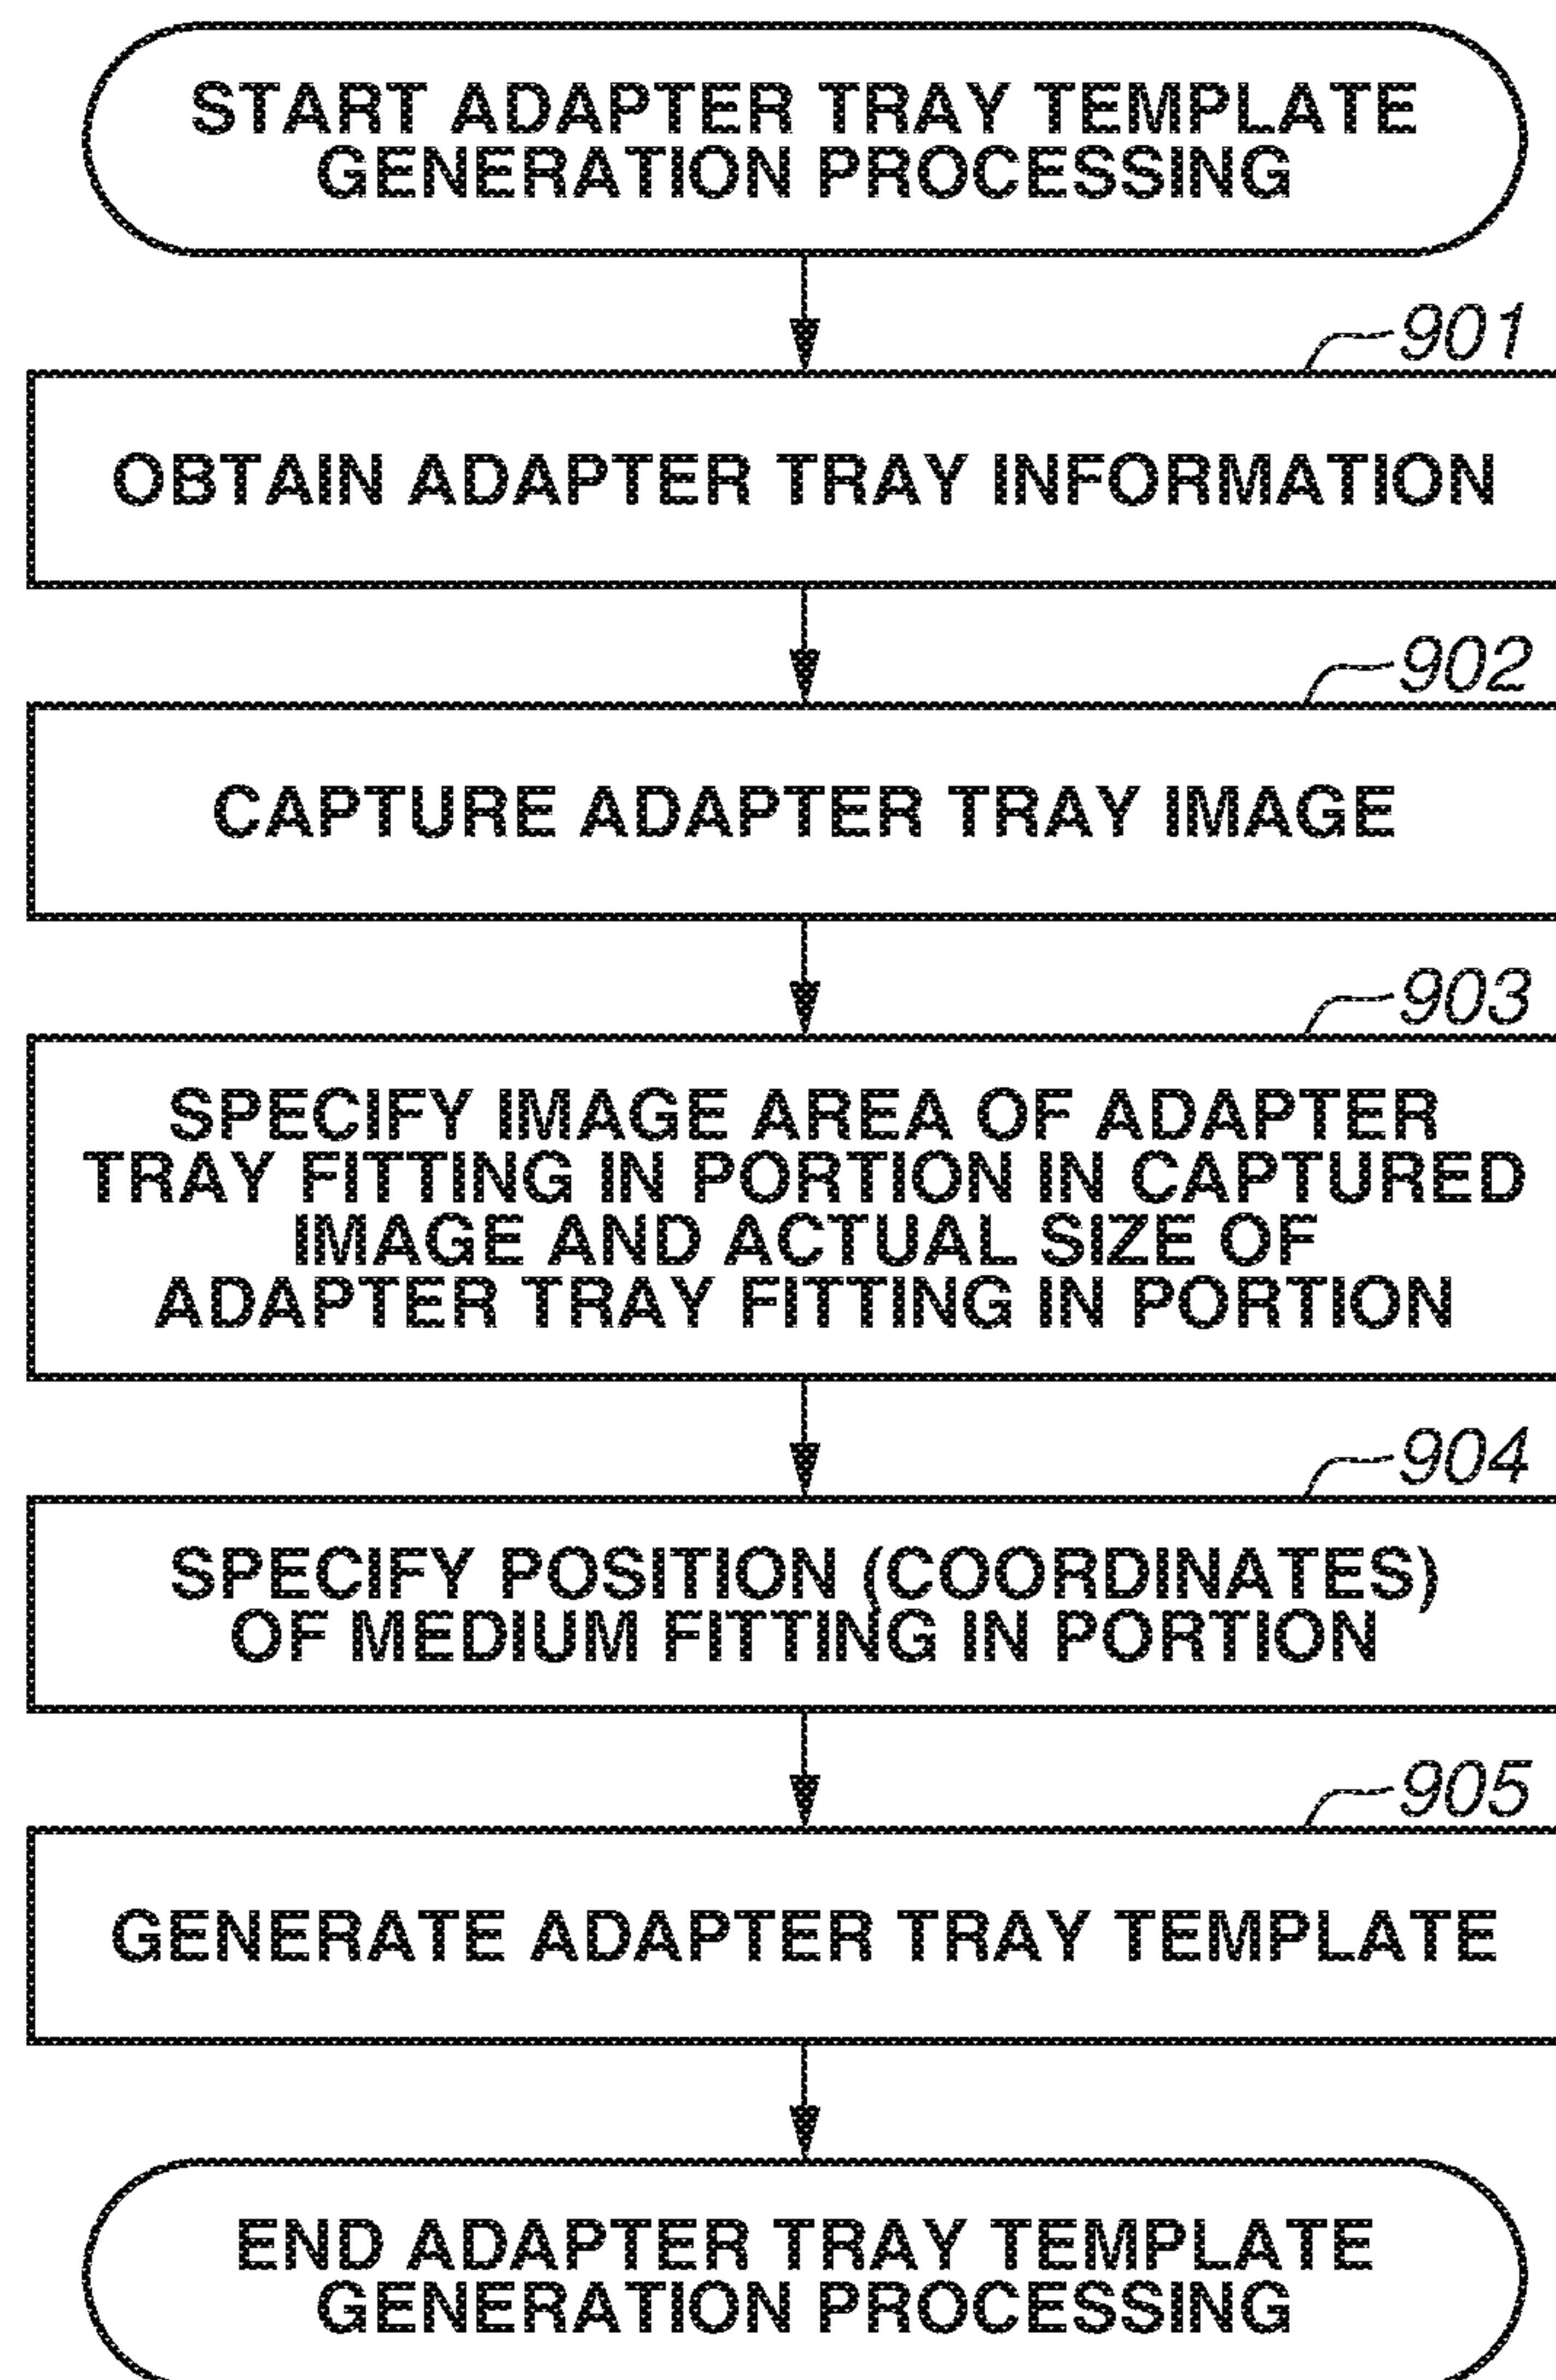 START ADAPTER TRAY TEMPLATE
GENERATION PROCESSING
901
OBTAIN ADAPTER TRAY INFORMATION
902
CAPTURE ADAPTER TRAY IMAGE
903
SPECIFY IMAGE AREA OF ADAPTER
TRAY FITTING IN PORTION IN CAPTURED
IMAGE AND ACTUAL SIZE OF
ADAPTER TRAY FITTING IN PORTION
904
SPECIFY POSITION (COORDINATES)
OF MEDIUM FITTING IN PORTION
905
GENERATE ADAPTER TRAY TEMPLATE
END ADAPTER TRAY TEMPLATE
GENERATION PROCESSING